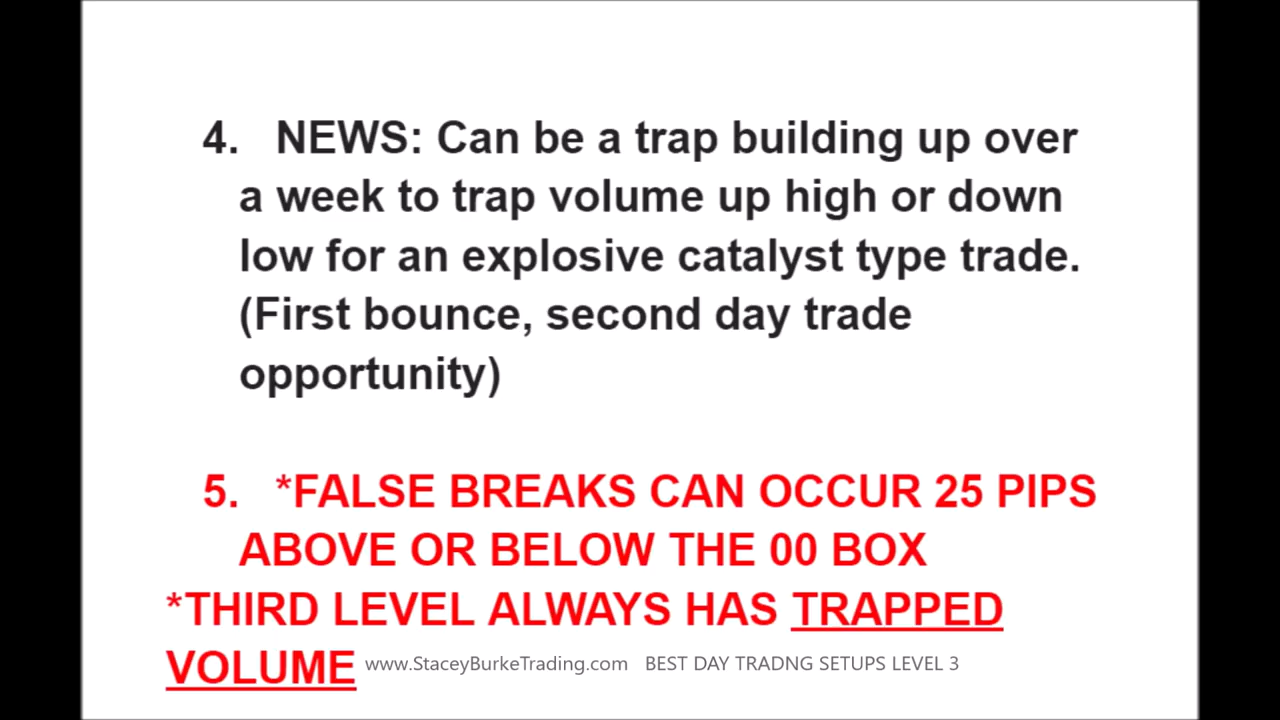 4. NEWS: Can be a trap building up over
a week to trap volume up high or down
low for an explosive catalyst type trade.
(First bounce, second day trade
opportunity)
5. *FALSE BREAKS CAN OCCUR 25 PIPS
ABOVE OR BELOW THE 00 BOX
*THIRD LEVEL ALWAYS HAS TRAPPED
VOLUME www.StaceyBurkeTrading.com BEST DAY TRADNG SETUPS LEVEL 3